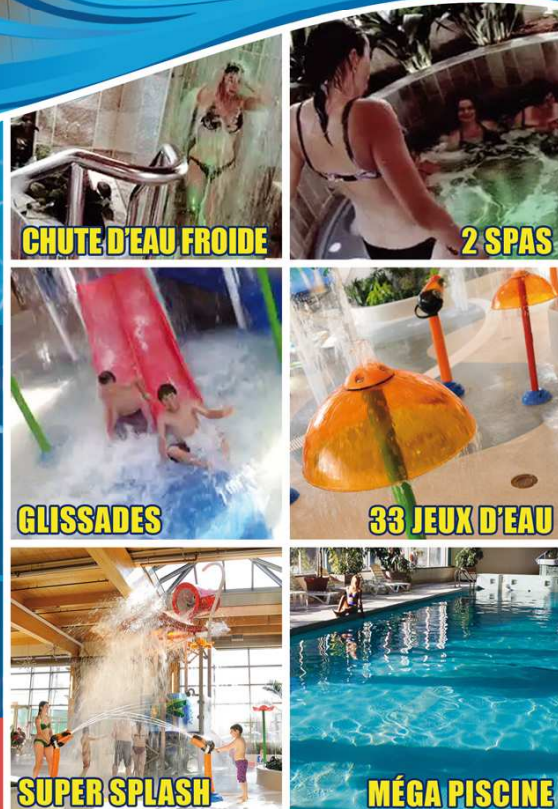 CHUTE D'EAU FROIDE
2 SPAS
GLISSADES
33 JEUX D'EAU
SUPER SPLASH
MÉGA PISCINE